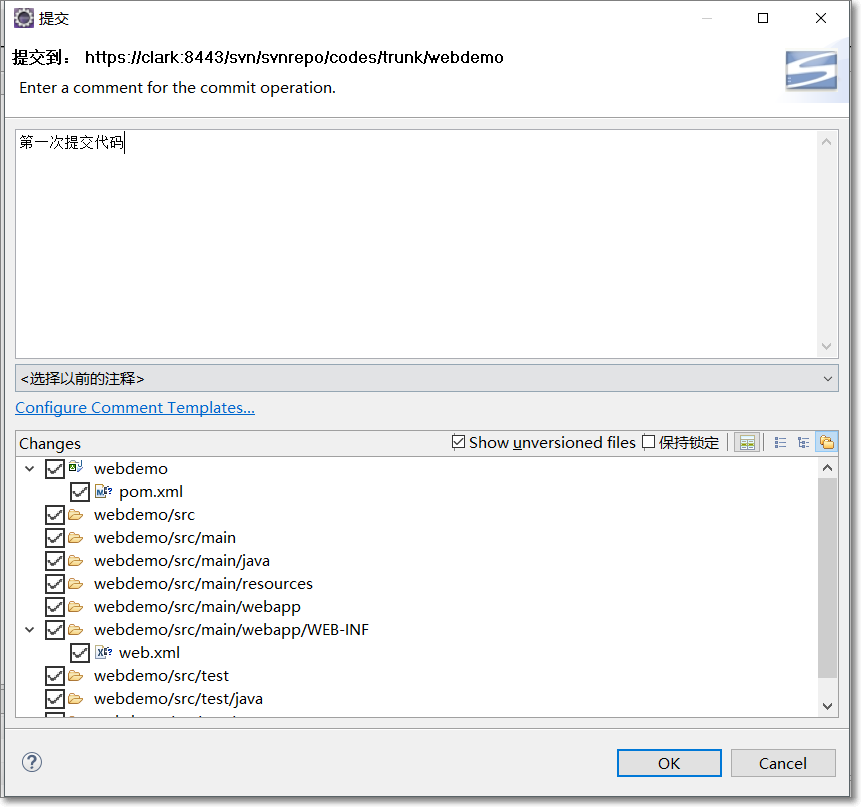 提交
提交到： https://clark:8443/svn/svnrepo/codes/trunk/webdemo
Enter a comment for the commit operation.
第一次提交代码
<选择以前的注释>
Configure Comment Templates...
Changes Show unversioned files 保持锁定
webdemo
pom.xml
webdemo/src
webdemo/src/main
webdemo/src/main/java
webdemo/src/main/resources
webdemo/src/main/webapp
webdemo/src/main/webapp/WEB-INF
web.xml
webdemo/src/test
webdemo/src/test/java
OK Cancel